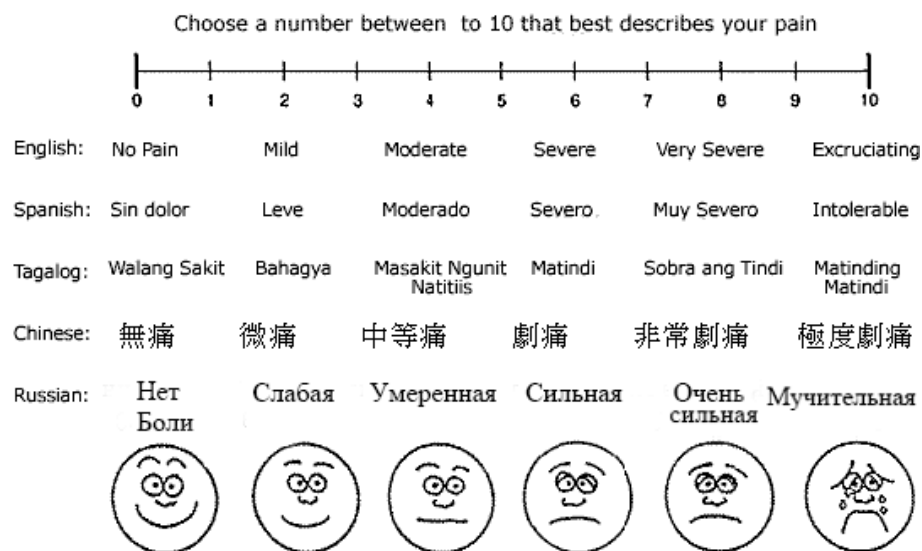 Choose a number between  to 10 that best describes your pain
0 1 2 3 4 5 6 7 8 9 10
English: No Pain Mild Moderate Severe Very Severe Excruciating
Spanish: Sin dolor Leve Moderado Severo Muy Severo Intolerable
Tagalog: Walang Sakit Bahagya Masakit Ngunit Matindi Sobra ang Tindi Matinding
Natitiis Matindi
Chinese: 無痛 微痛 中等痛 劇痛 非常劇痛 極度劇痛
Russian: Нет Слабая Умеренная Сильная Очень Мучительная
Боли сильная